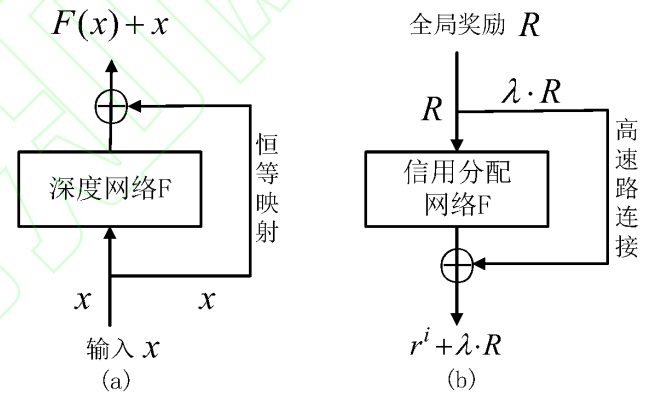 F(x)+x
深度网络F
恒等映射
x
x
输入 x
(a)
全局奖励 R
R
λ·R
信用分配
网络F
高速路连接
rⁱ+λ·R
(b)